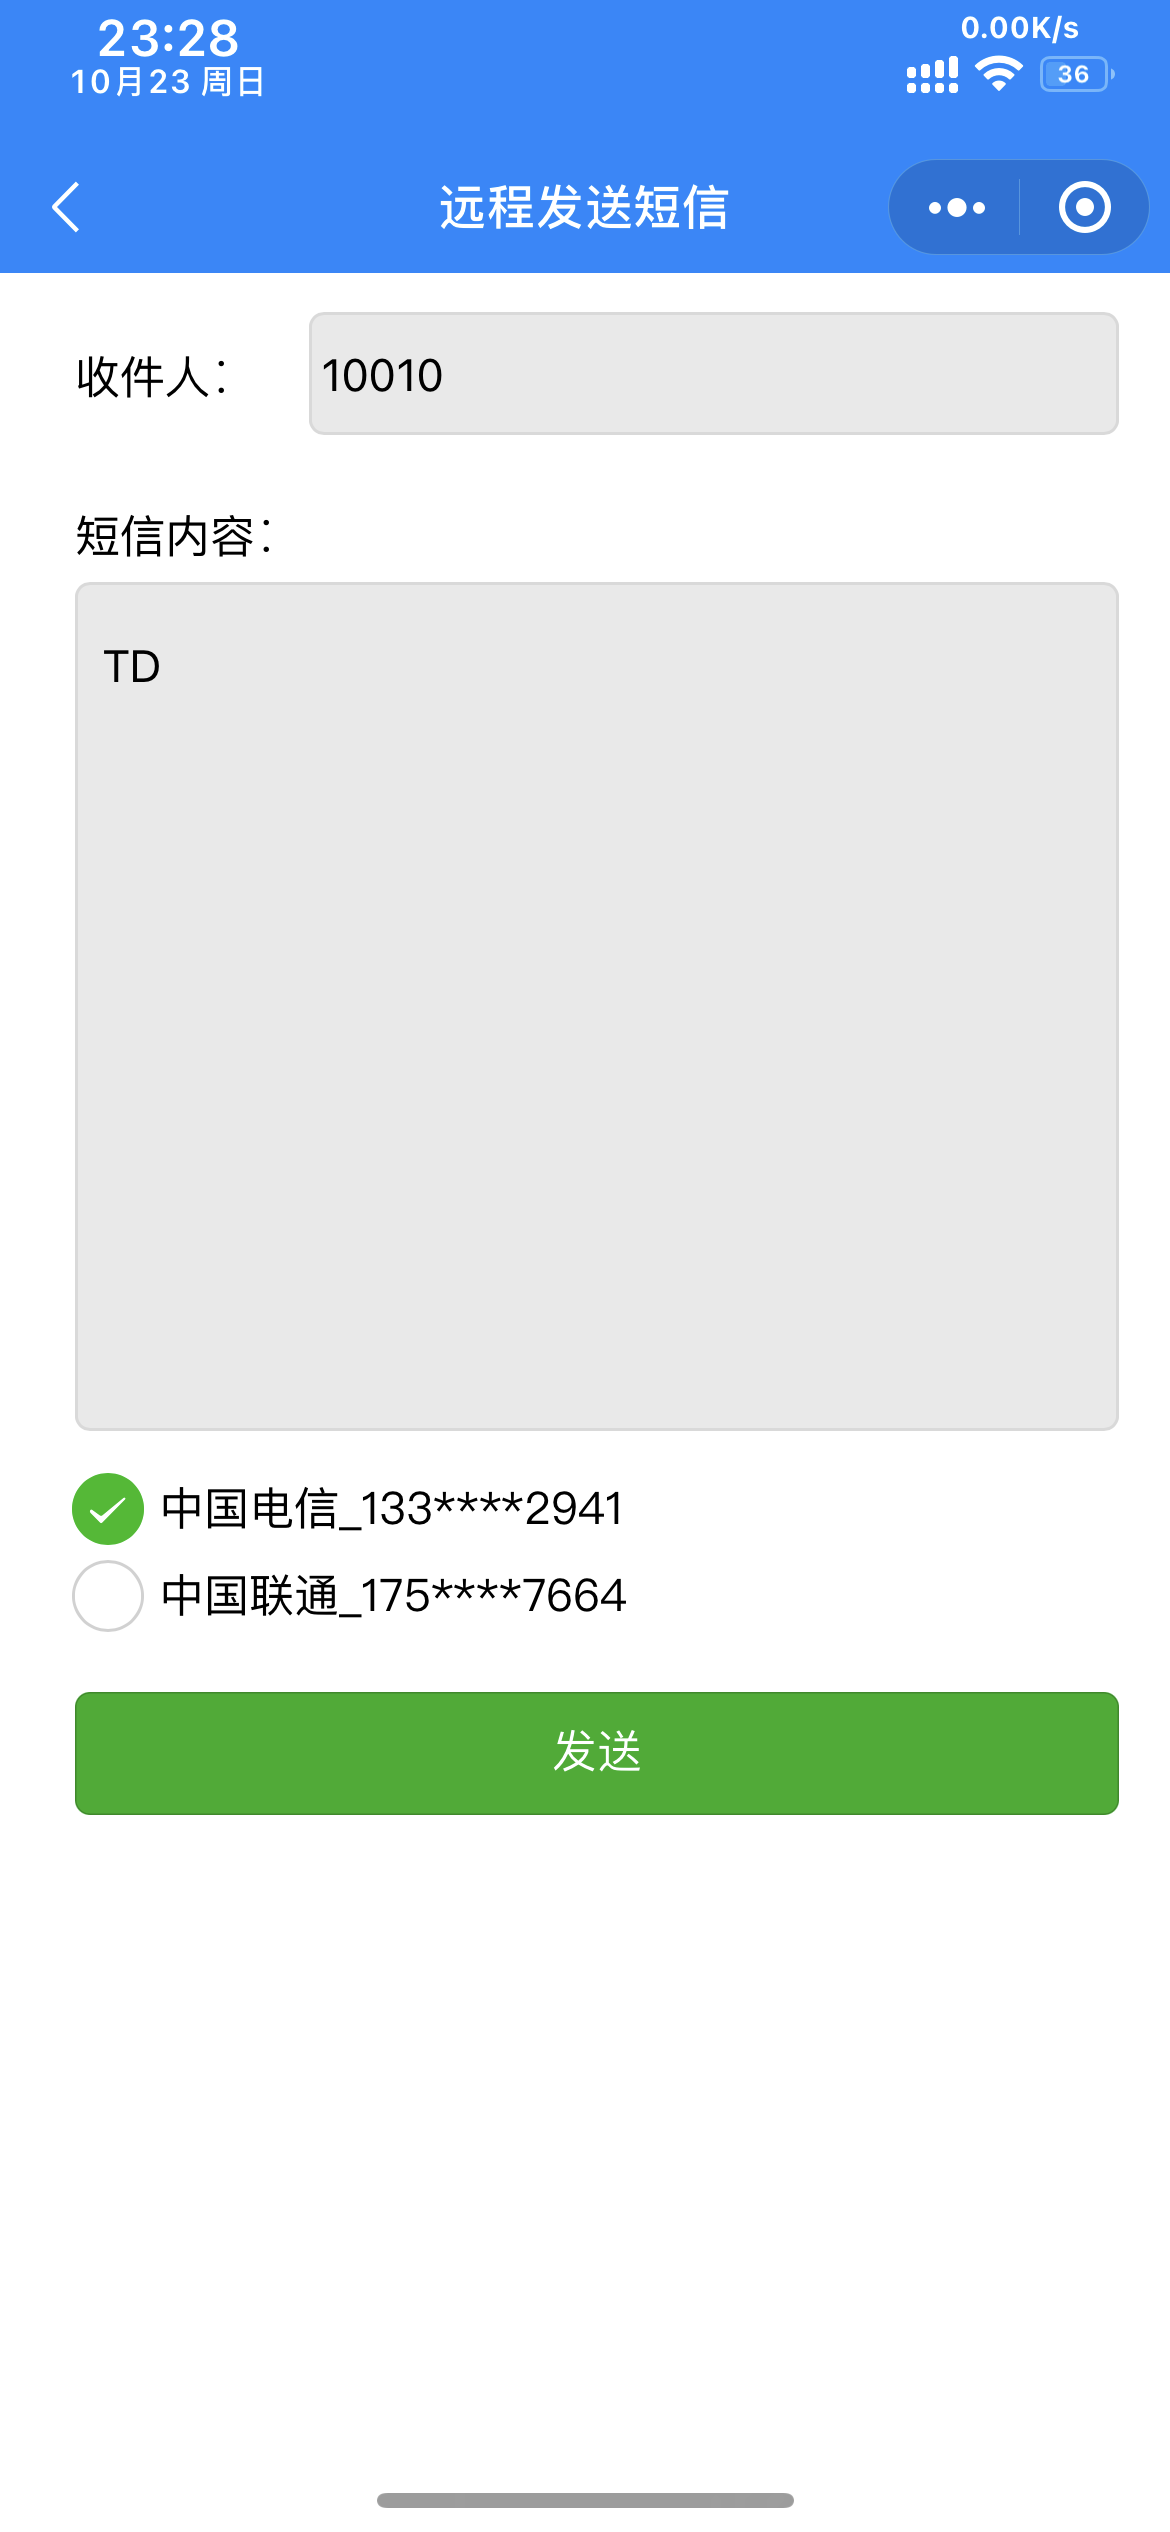 23:28
10月23 周日
0.00K/s
36
远程发送短信
收件人：
10010
短信内容：
TD
中国电信_133****2941
中国联通_175****7664
发送